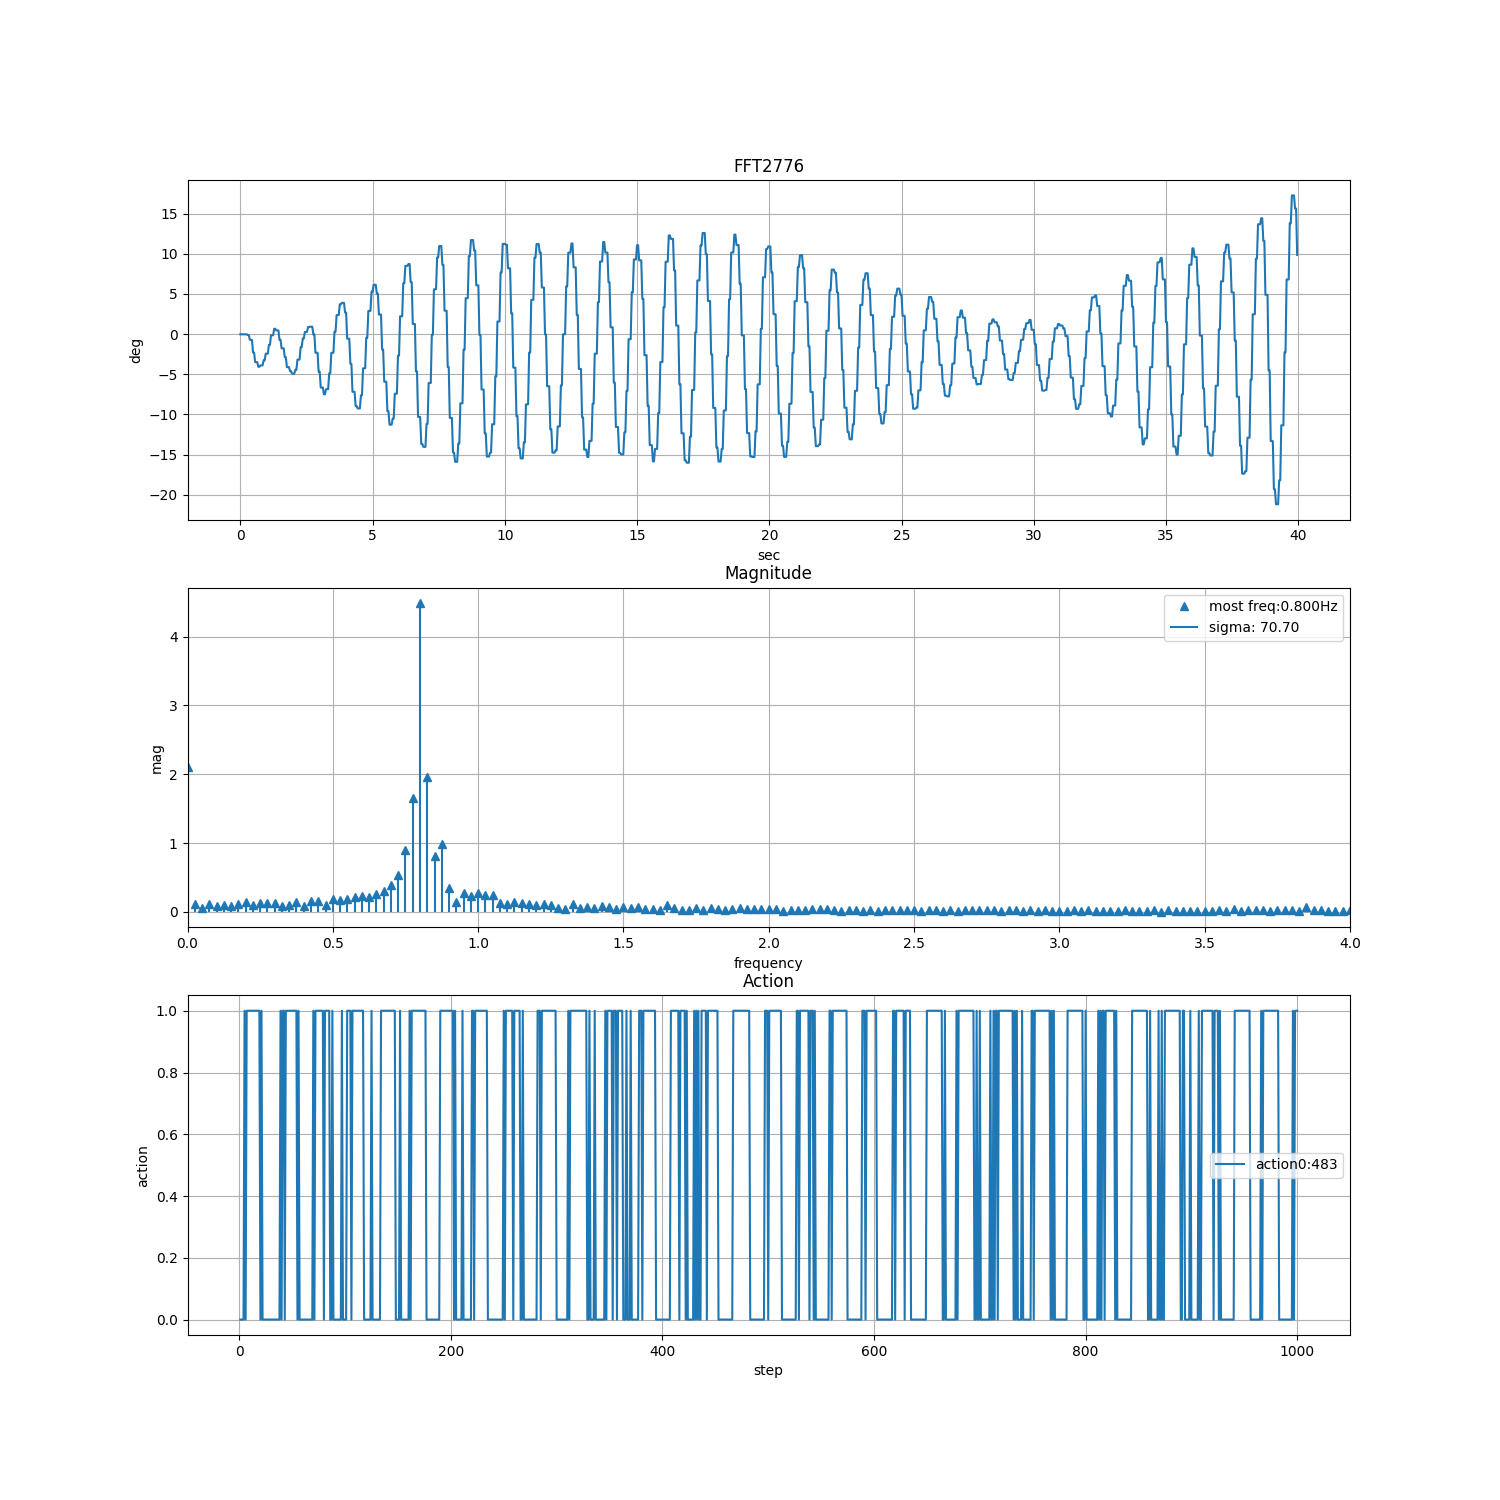 FFT2776
deg
15
10
5
0
−5
−10
−15
−20
0 5 10 15 20 25 30 35 40
sec
Magnitude
mag
4
3
2
1
0
most freq:0.800Hz
sigma: 70.70
0.0 0.5 1.0 1.5 2.0 2.5 3.0 3.5 4.0
frequency
Action
action
1.0
0.8
0.6
0.4
0.2
0.0
action0:483
0 200 400 600 800 1000
step